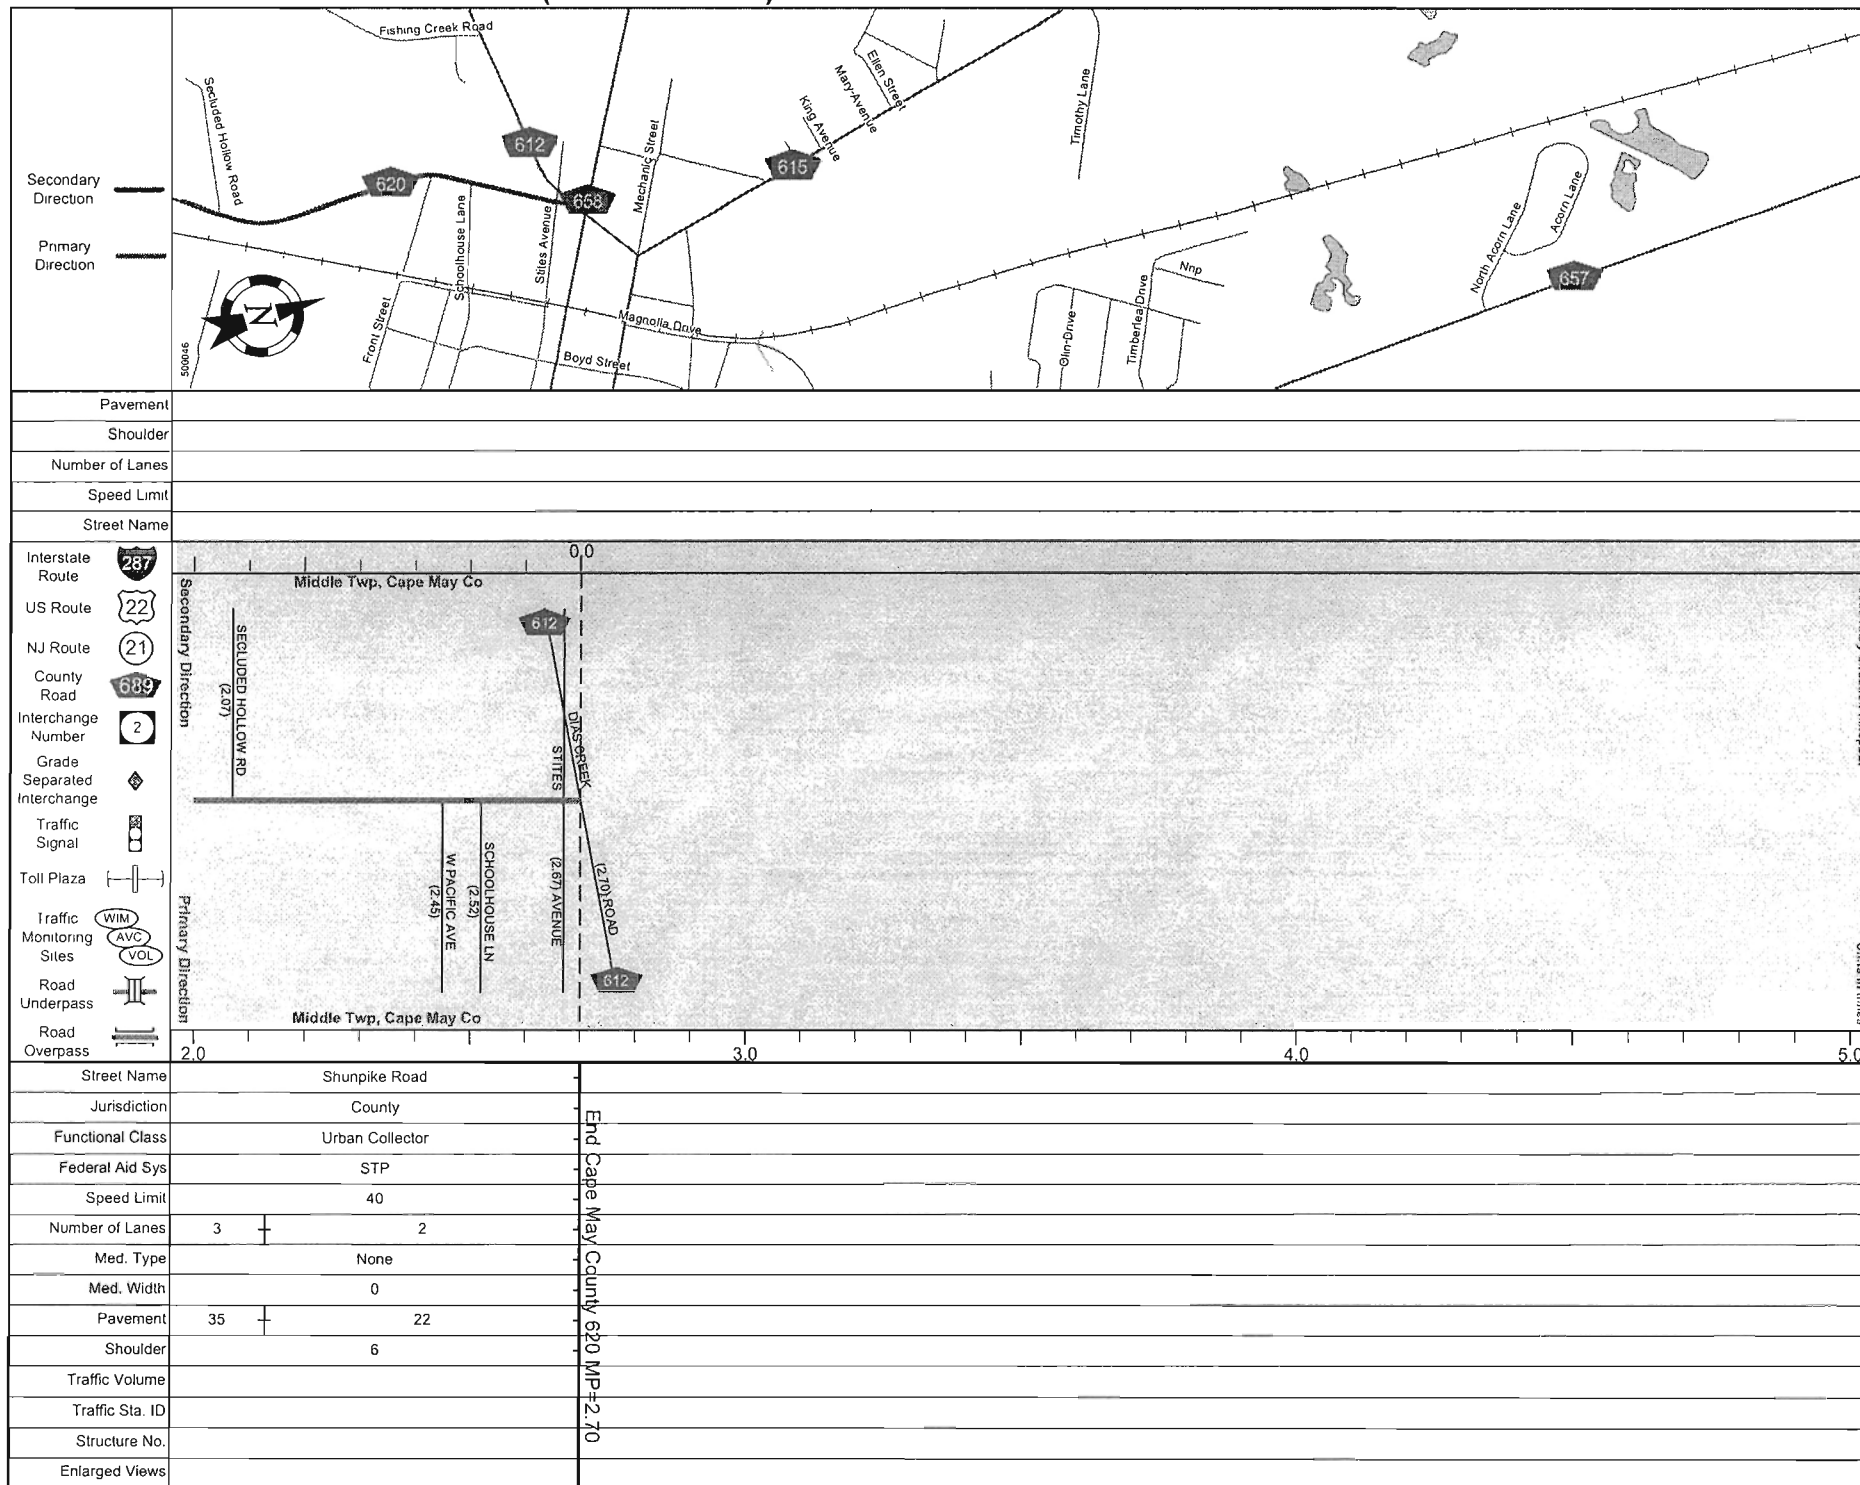 Fishing Creek Road
Secluded Hollow Road
612
620
658
615
Schoolhouse Lane
Stites Avenue
Mechanic Street
King Avenue
Mary-Avenue
Ellen Street
Timothy Lane
North Acorn Lane
Acorn Lane
657
Nnp
Timberlea Drive
Olin-Drive
Magnolia Drive
Boyd Street
Front Street
N
500046
Secondary
Direction
Primary
Direction
Pavement
Shoulder
Number of Lanes
Speed Limit
Street Name
Interstate
Route
287
US Route
22
NJ Route
21
County
Road
689
Interchange
Number
2
Grade
Separated
Interchange
Traffic
Signal
Toll Plaza
Traffic
Monitoring
Sites
WIM
AVC
VOL
Road
Underpass
Road
Overpass
0.0
Middle Twp, Cape May Co
Secondary Direction
Primary Direction
SECLUDED HOLLOW RD
(2.07)
612
DIAS CREEK
STITES
W PACIFIC AVE
(2.45)
SCHOOLHOUSE LN
(2.52)
(2.67) AVENUE
(2.70) ROAD
612
Middle Twp, Cape May Co
2.0
3.0
4.0
5.0
Street Name Shunpike Road
Jurisdiction County
Functional Class Urban Collector
Federal Aid Sys STP
Speed Limit 40
Number of Lanes 3 2
Med. Type None
Med. Width 0
Pavement 35 22
Shoulder 6
Traffic Volume
Traffic Sta. ID
Structure No.
Enlarged Views
End Cape May County 620 MP=2.70